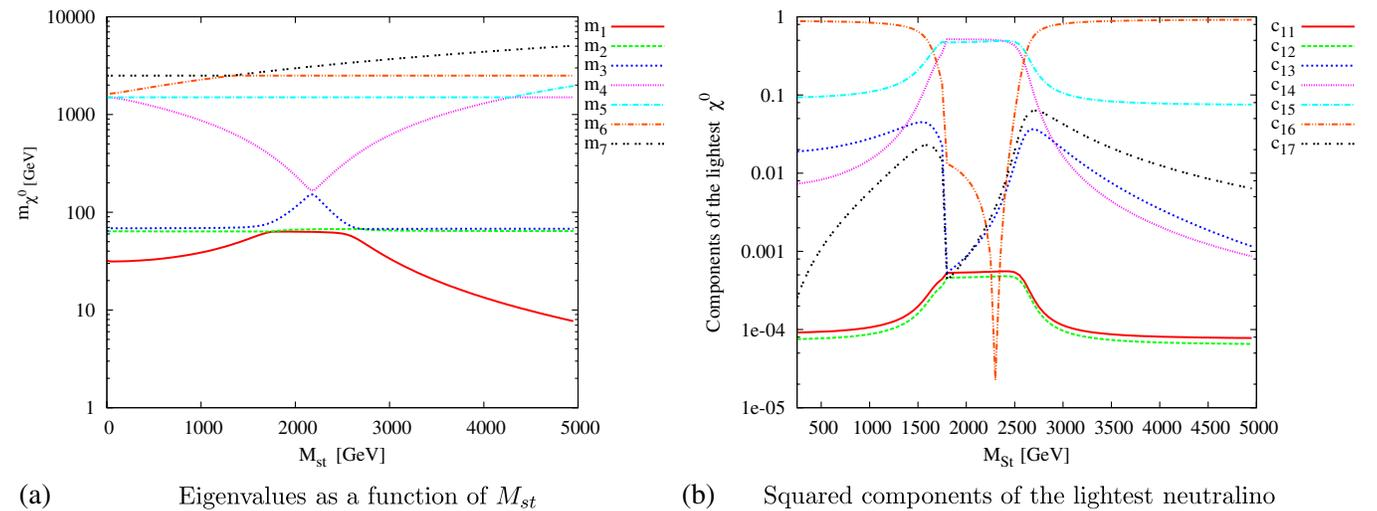 10000
1000
100
10
1
0 1000 2000 3000 4000 5000
mχ⁰ [GeV]
M_st [GeV]
m_1
m_2
m_3
m_4
m_5
m_6
m_7
1
0.1
0.01
0.001
1e-04
1e-05
500 1000 1500 2000 2500 3000 3500 4000 4500 5000
Components of the lightest χ⁰
M_St [GeV]
c_11
c_12
c_13
c_14
c_15
c_16
c_17
(a) Eigenvalues as a function of M_st
(b) Squared components of the lightest neutralino